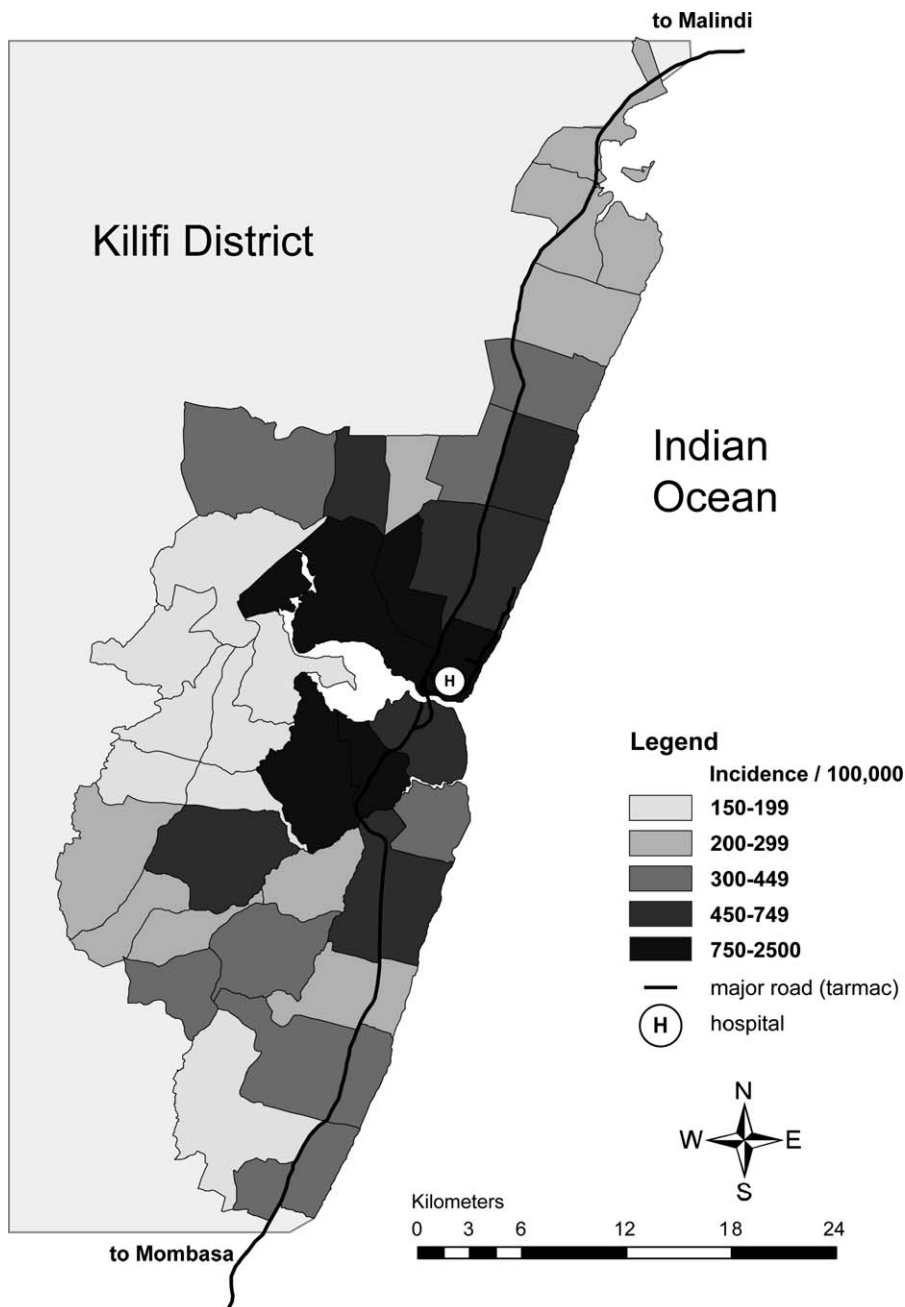 to Malindi
Kilifi District
Indian
Ocean
H
Legend
Incidence / 100,000
150-199
200-299
300-449
450-749
750-2500
major road (tarmac)
H hospital
N
W E
S
Kilometers
0 3 6 12 18 24
to Mombasa